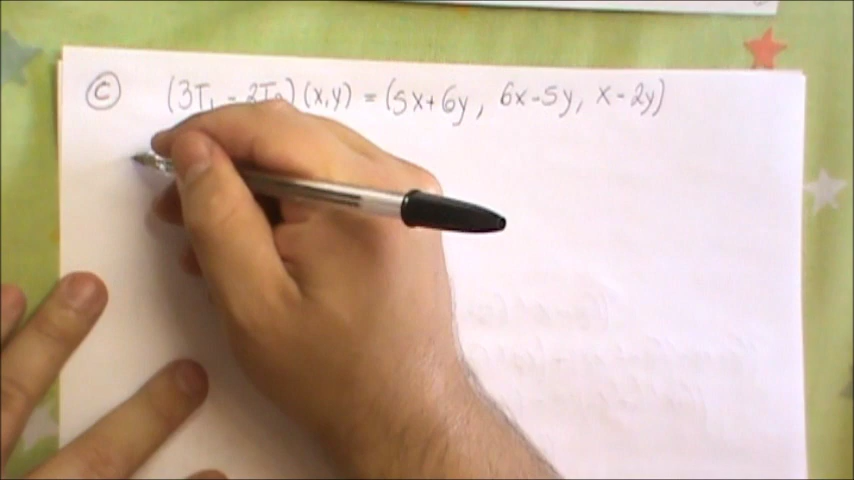 Ⓒ (3T₁ - 2T₂)(x,y) = (5x+6y, 6x-5y, x-2y)